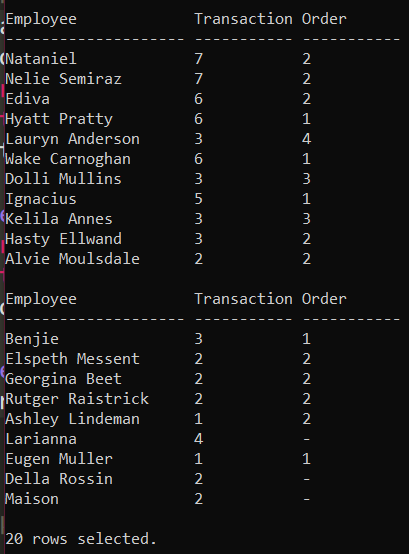 Employee Transaction Order
-------------------- ----------- -----------
Nataniel 7 2
Nelie Semiraz 7 2
Ediva 6 2
Hyatt Pratty 6 1
Lauryn Anderson 3 4
Wake Carnoghan 6 1
Dolli Mullins 3 3
Ignacius 5 1
Kelila Annes 3 3
Hasty Ellwand 3 2
Alvie Moulsdale 2 2
Employee Transaction Order
-------------------- ----------- -----------
Benjie 3 1
Elspeth Messent 2 2
Georgina Beet 2 2
Rutger Raistrick 2 2
Ashley Lindeman 1 2
Larianna 4 -
Eugen Muller 1 1
Della Rossin 2 -
Maison 2 -
20 rows selected.